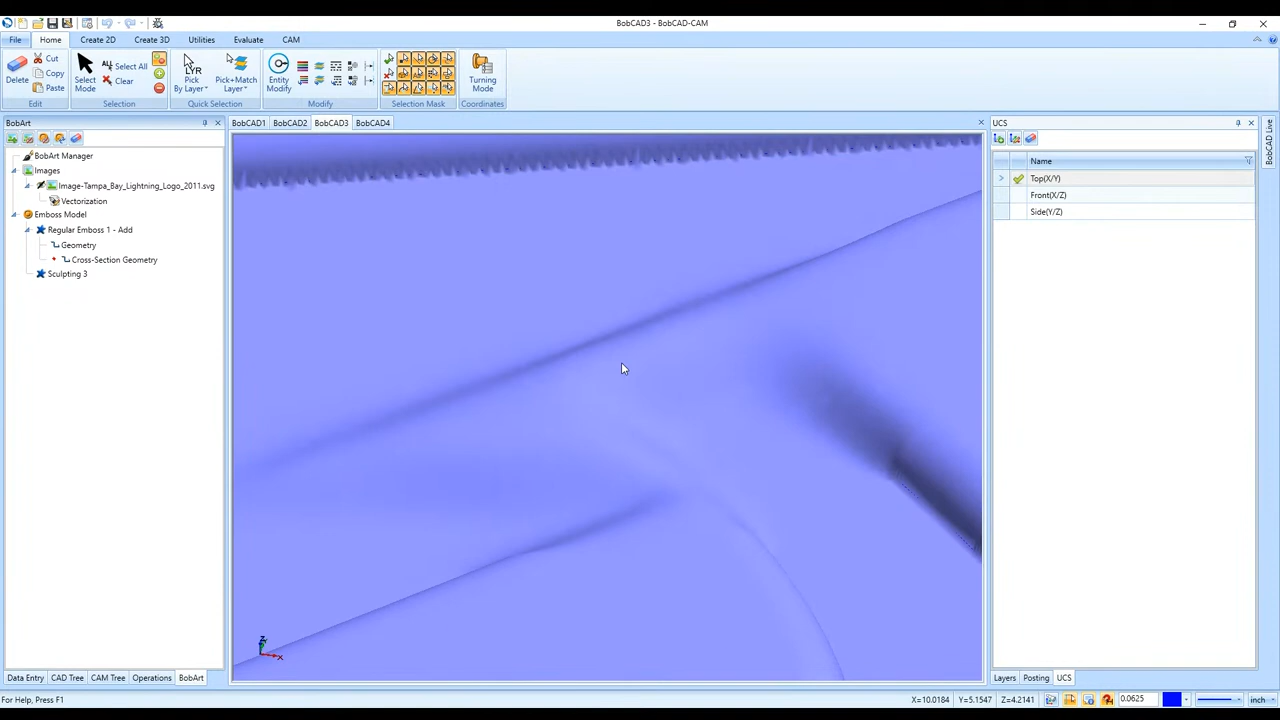 BobCAD3 - BobCAD-CAM
File Home Create 2D Create 3D Utilities Evaluate CAM
Delete Cut Copy Paste Edit
Select Mode Select All Clear Selection
LYR Pick By Layer Pick+Match Layer Quick Selection
Entity Modify Modify
Selection Mask
Turning Mode Coordinates
BobArt
BobCAD1 BobCAD2 BobCAD3 BobCAD4
UCS
BobCAD Live
BobArt Manager
Images
Image-Tampa_Bay_Lightning_Logo_2011.svg
Vectorization
Emboss Model
Regular Emboss 1 - Add
Geometry
Cross-Section Geometry
Sculpting 3
Name
Top(X/Y)
Front(X/Z)
Side(Y/Z)
Z
X
Data Entry CAD Tree CAM Tree Operations BobArt
Layers Posting UCS
For Help, Press F1
X=10.0184 Y=5.1547 Z=4.2141 0.0625 inch